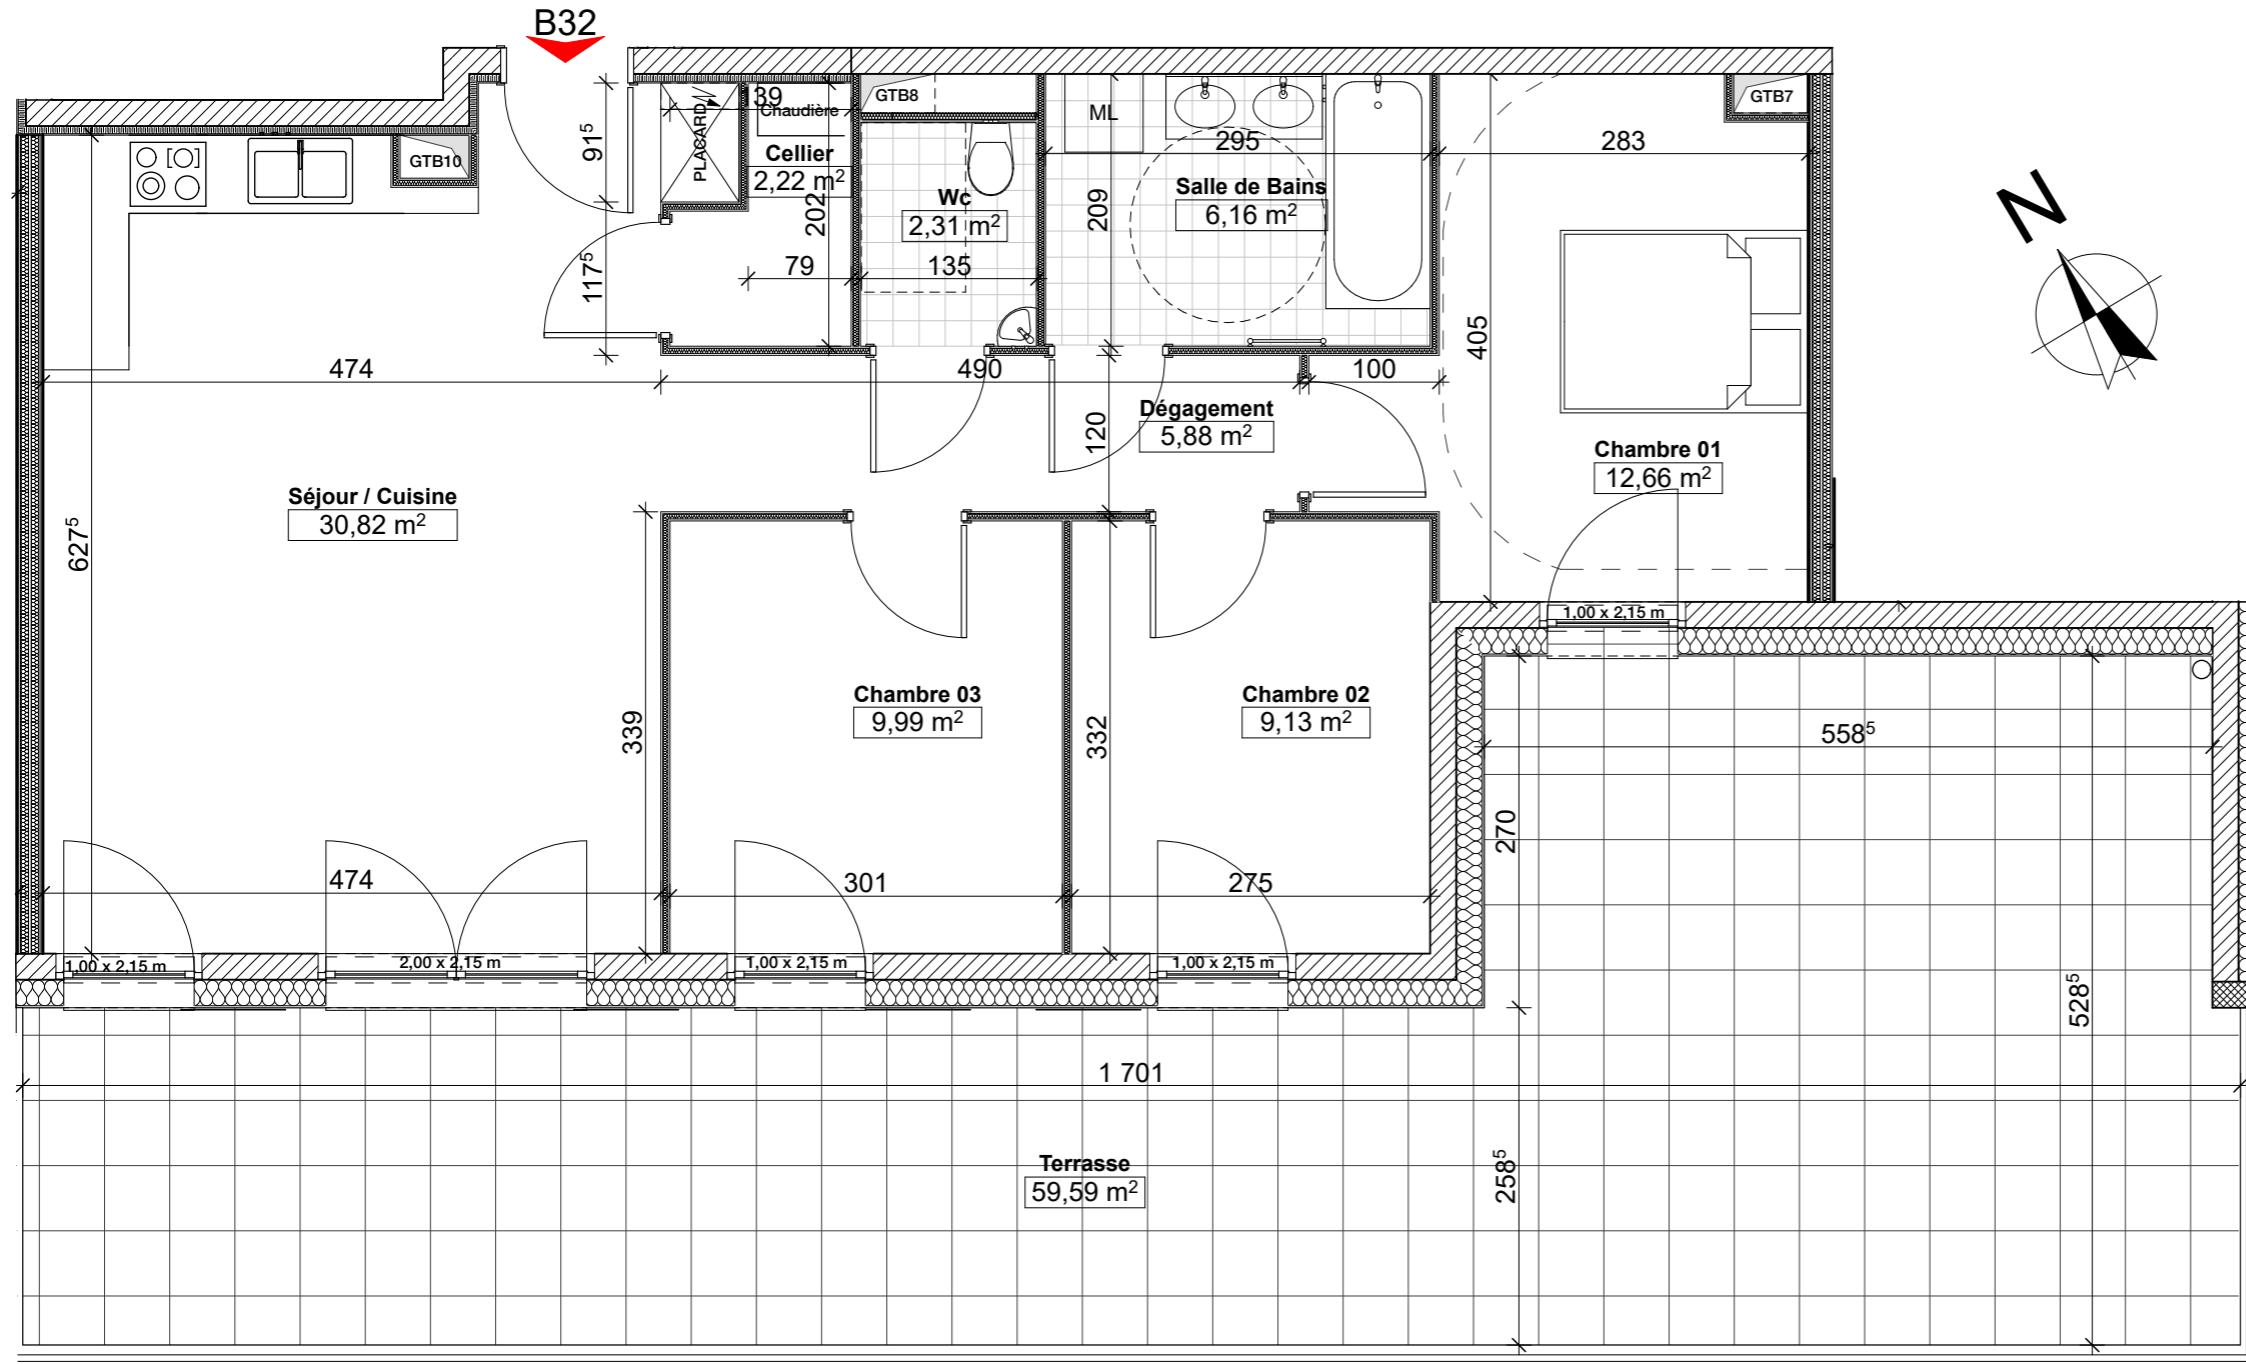 B32
N
GTB10
91⁵
PLACARD
139
Chaudière
Cellier
2,22 m²
202
GTB8
Wc
2,31 m²
ML
295
209
Salle de Bains
6,16 m²
283
GTB7
117⁵
79
135
405
474
490
100
120
Dégagement
5,88 m²
Chambre 01
12,66 m²
Séjour / Cuisine
30,82 m²
627⁵
1,00 x 2,15 m
Chambre 03
9,99 m²
Chambre 02
9,13 m²
339
332
558⁵
270
474
301
275
1,00 x 2,15 m
2,00 x 2,15 m
1,00 x 2,15 m
1,00 x 2,15 m
528⁵
1 701
Terrasse
59,59 m²
258⁵